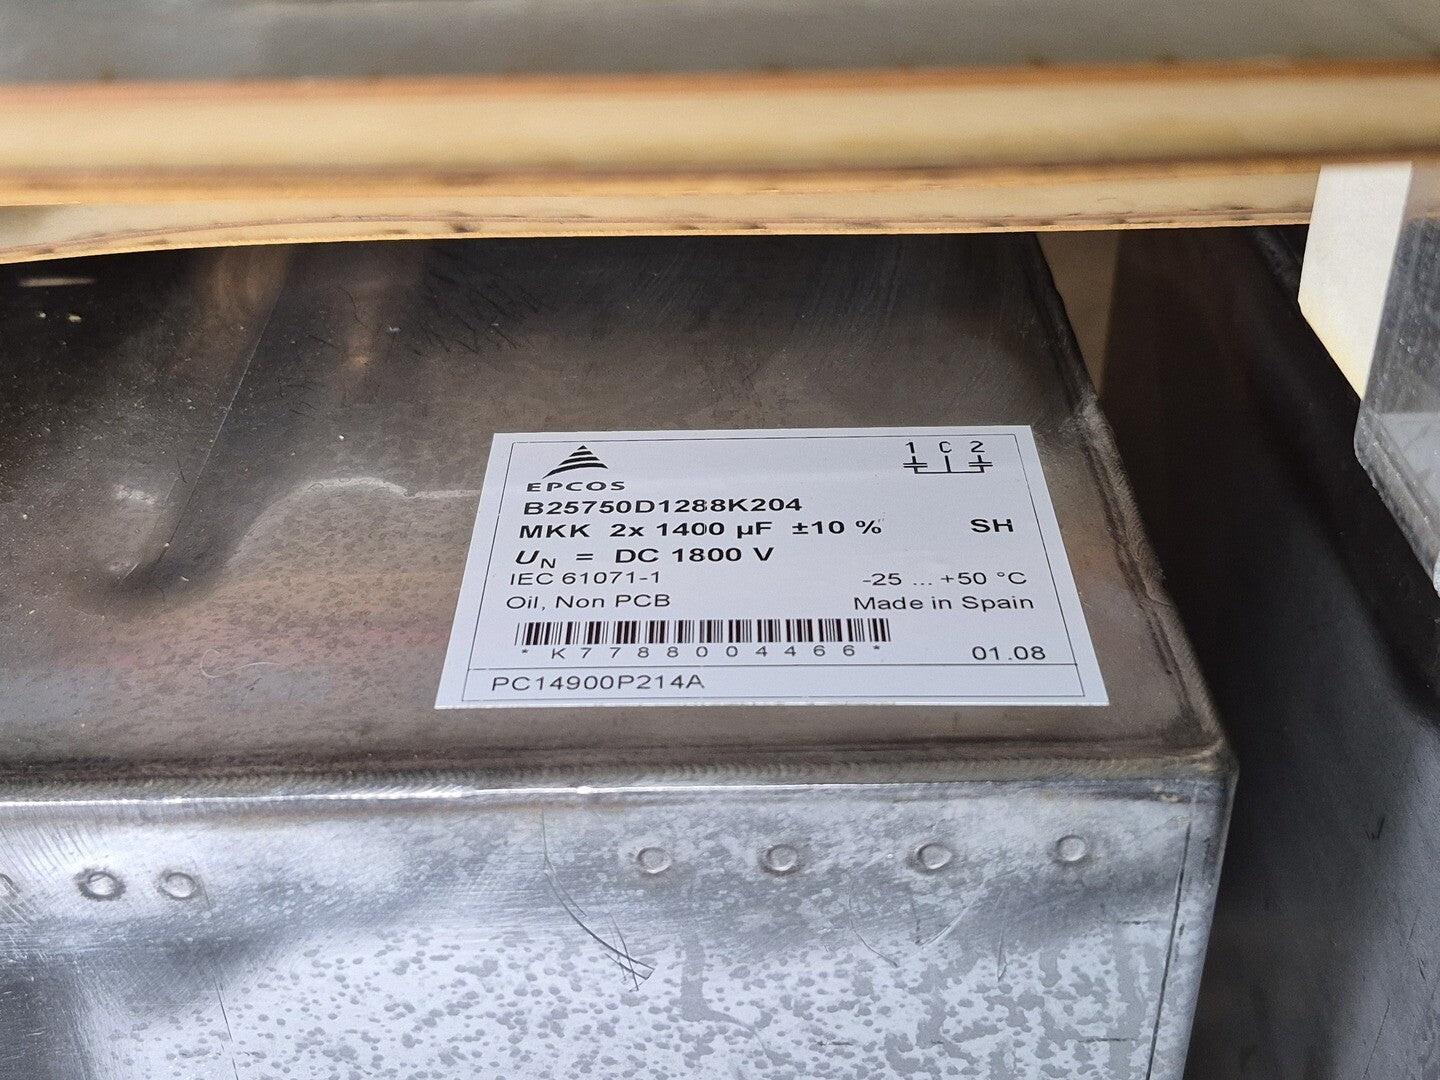 1 C 2
EPCOS
B25750D1288K204
MKK 2x 1400 µF ±10 % SH
UN = DC 1800 V
IEC 61071-1 -25 ... +50 °C
Oil, Non PCB Made in Spain
* K 7 7 8 8 0 0 4 4 6 6 *
01.08
PC14900P214A